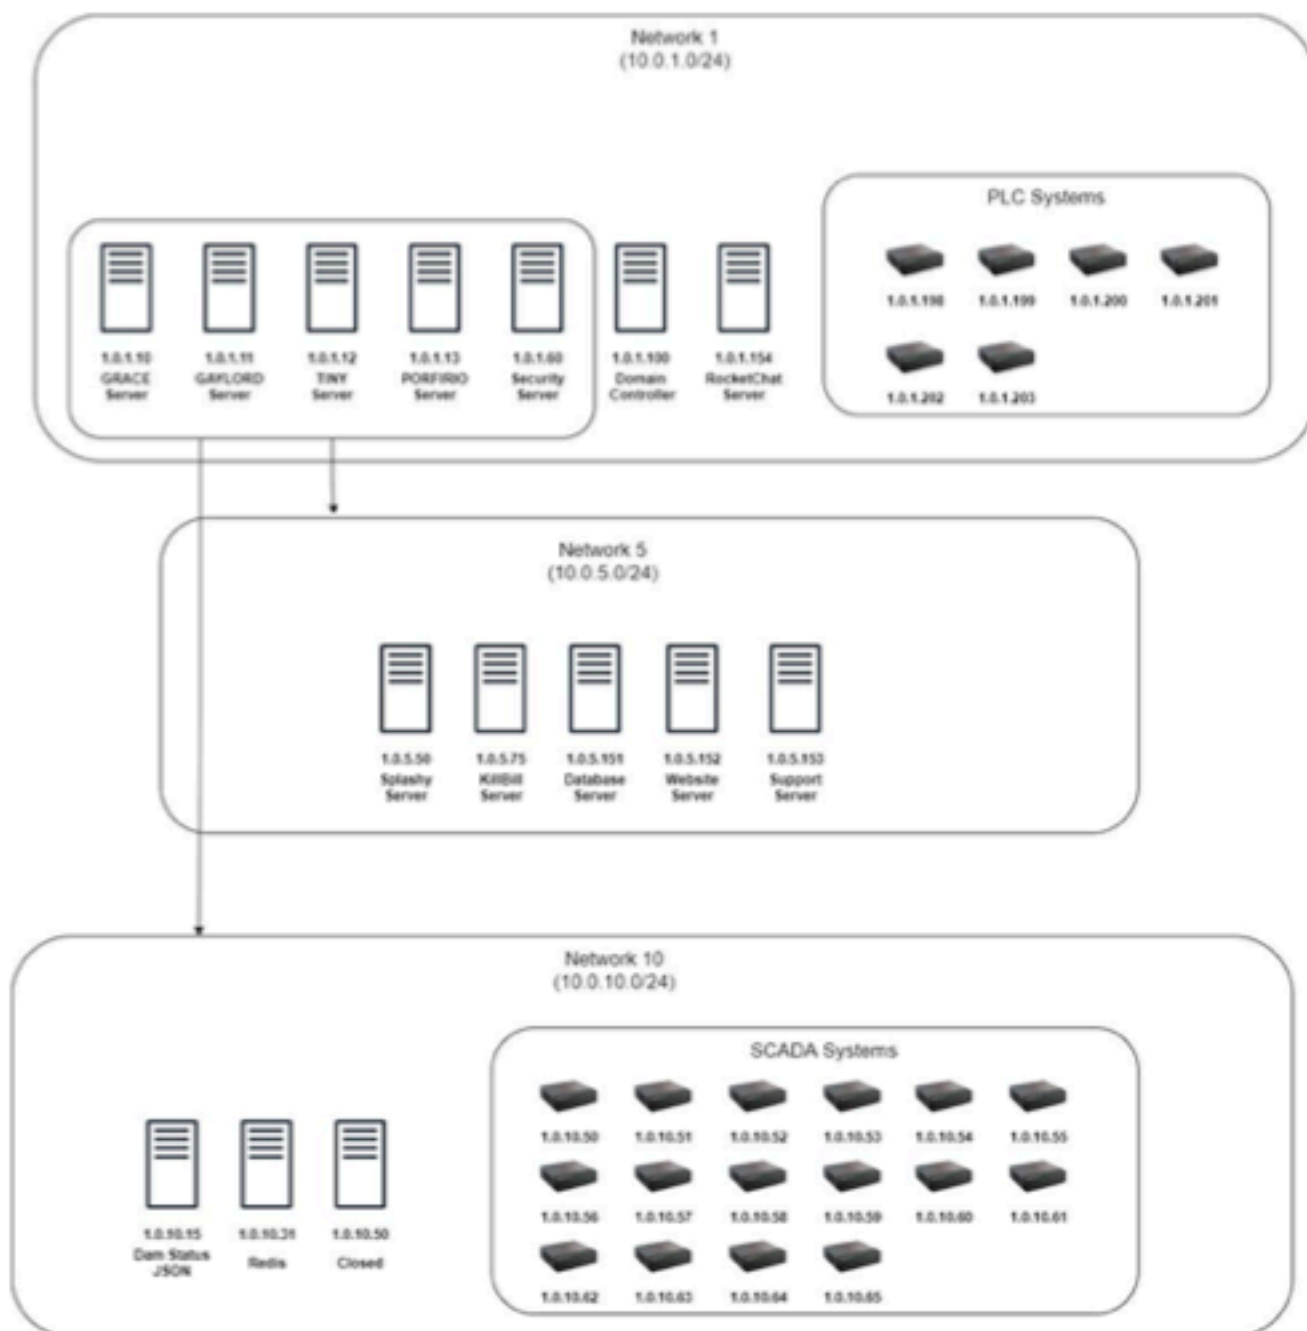 Network 1
(10.0.1.0/24)
PLC Systems
1.0.1.198 1.0.1.199 1.0.1.200 1.0.1.201
1.0.1.202 1.0.1.203
1.0.1.10 1.0.1.11 1.0.1.12 1.0.1.13 1.0.1.60 1.0.1.100 1.0.1.154
GRACE GAYLORD TINY PORFIRIO Security Domain RocketChat
Server Server Server Server Server Controller Server
Network 5
(10.0.5.0/24)
1.0.5.50 1.0.5.75 1.0.5.151 1.0.5.152 1.0.5.153
Splashy KillBill Database Website Support
Server Server Server Server Server
Network 10
(10.0.10.0/24)
SCADA Systems
1.0.10.50 1.0.10.51 1.0.10.52 1.0.10.53 1.0.10.54 1.0.10.55
1.0.10.56 1.0.10.57 1.0.10.58 1.0.10.59 1.0.10.60 1.0.10.61
1.0.10.62 1.0.10.63 1.0.10.64 1.0.10.65
1.0.10.15 1.0.10.31 1.0.10.50
Dam Status Redis Closed
JSON